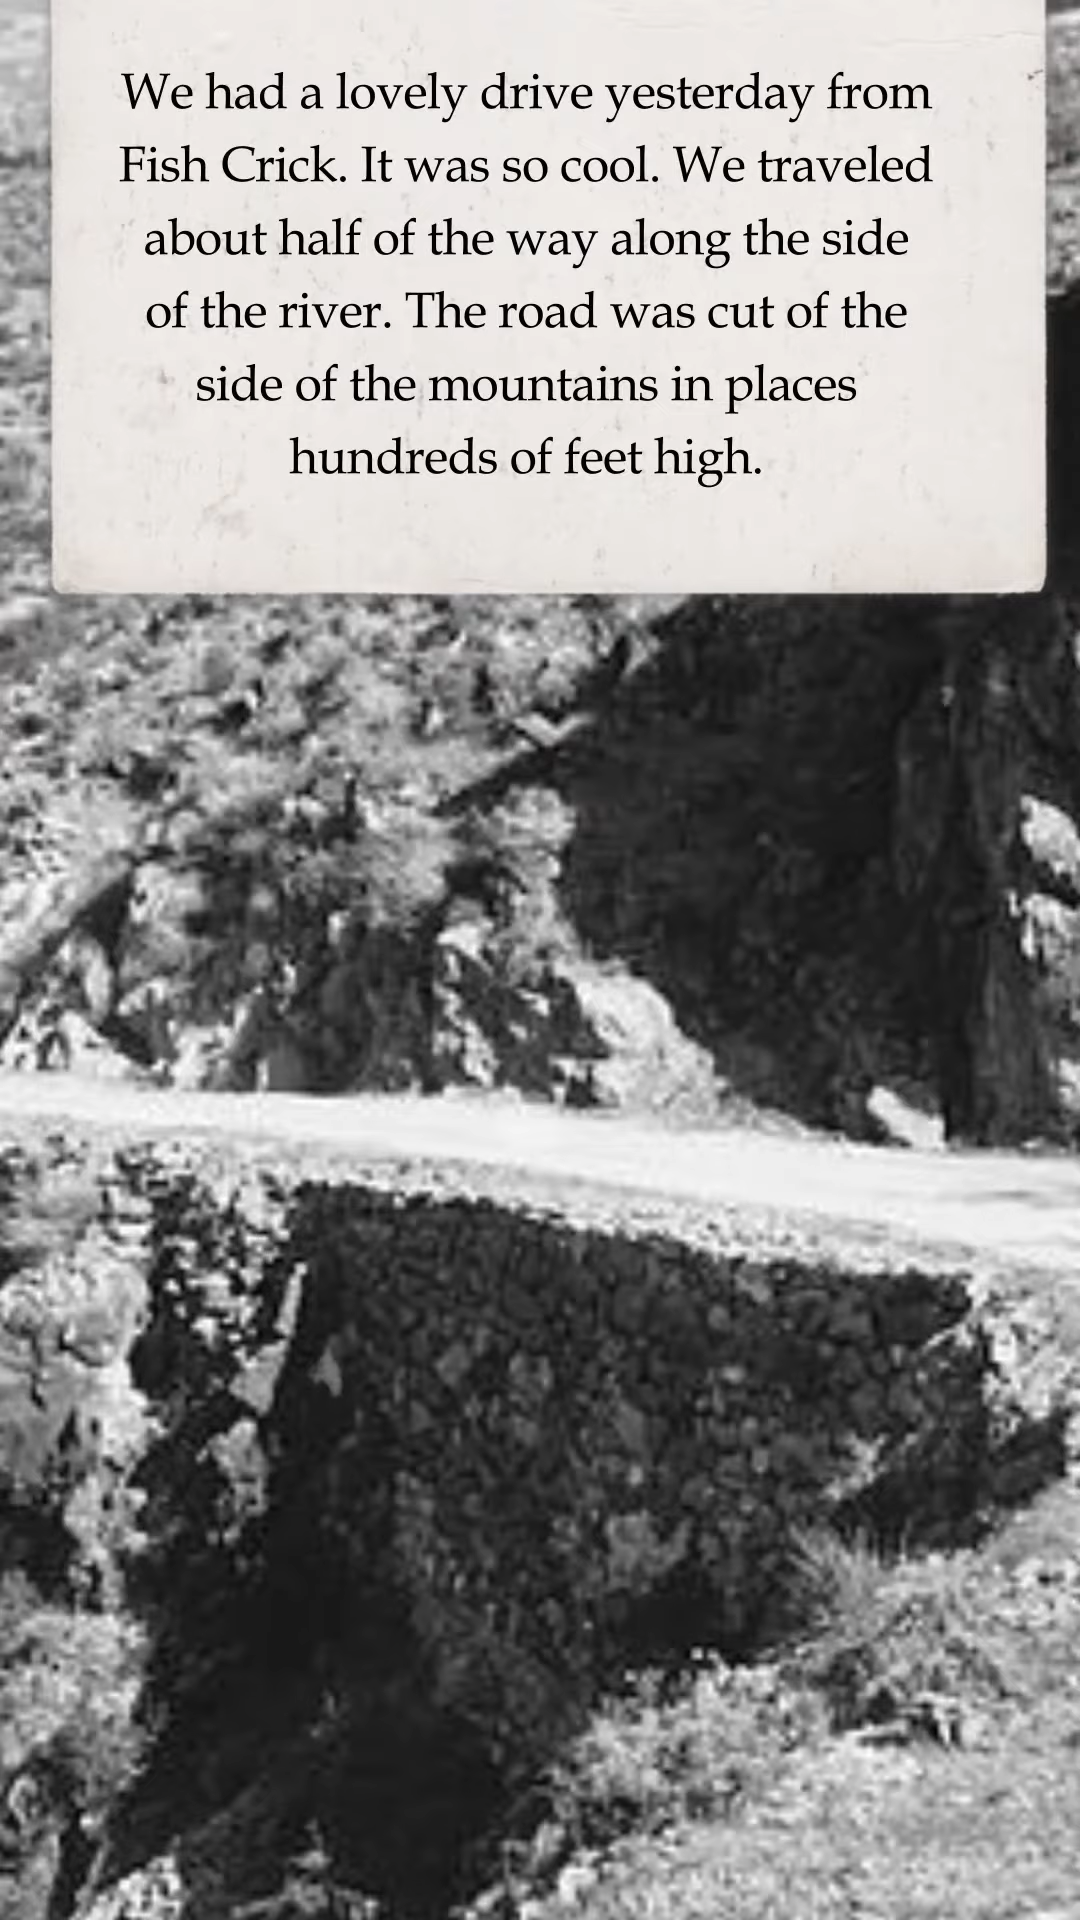 We had a lovely drive yesterday from
Fish Crick. It was so cool. We traveled
about half of the way along the side
of the river. The road was cut of the
side of the mountains in places
hundreds of feet high.